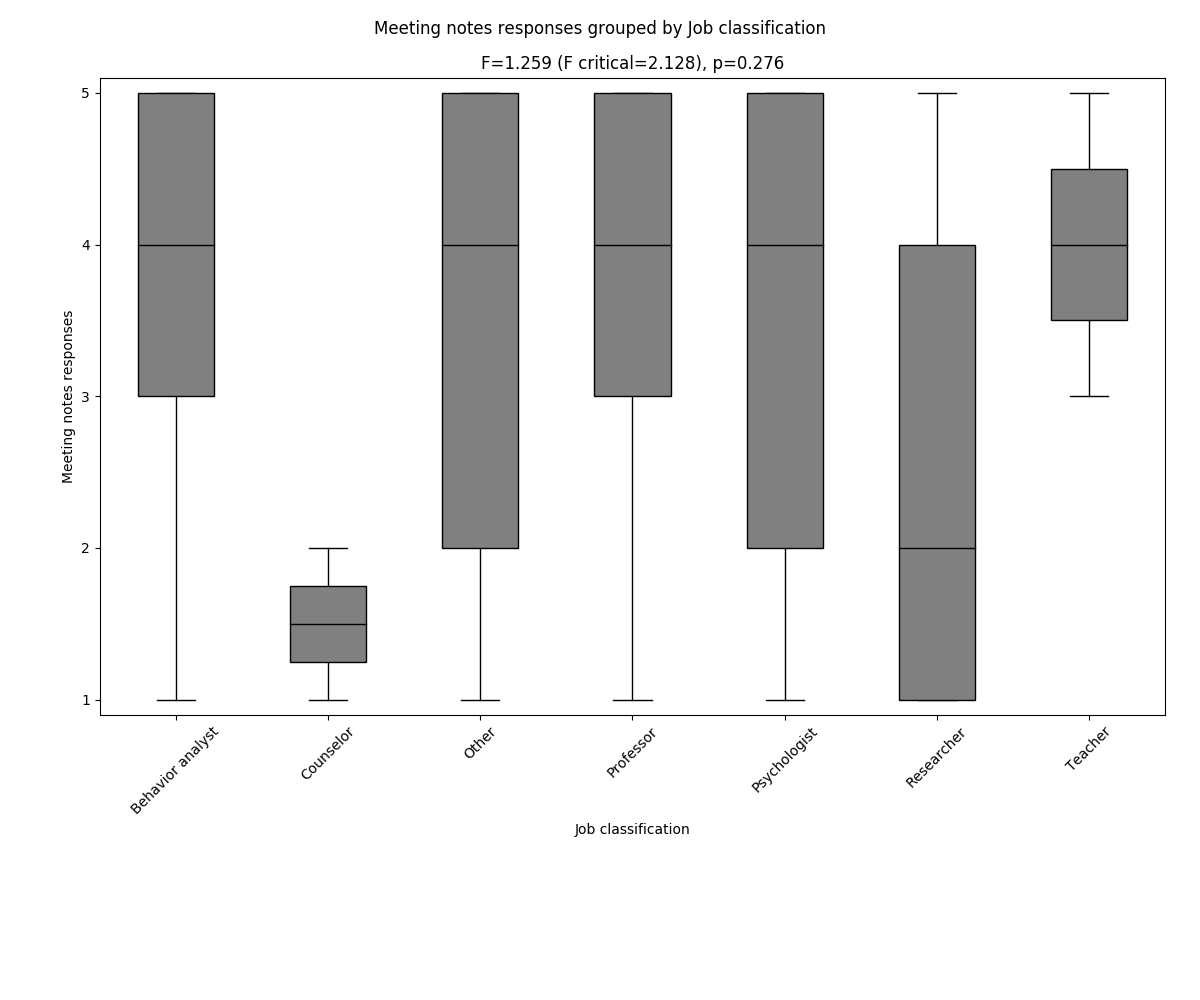 Meeting notes responses grouped by Job classification
F=1.259 (F critical=2.128), p=0.276
Meeting notes responses
5
4
3
2
1
Behavior analyst
Counselor
Other
Professor
Psychologist
Researcher
Teacher
Job classification